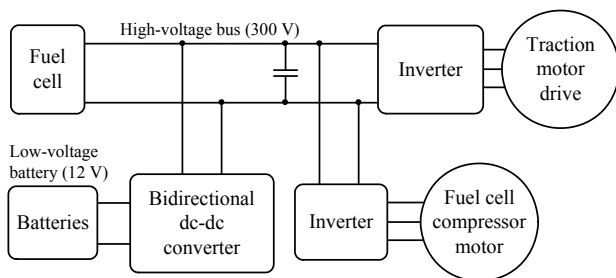 High-voltage bus (300 V)
Fuel
cell
Inverter
Traction
motor
drive
Low-voltage
battery (12 V)
Batteries
Bidirectional
dc-dc
converter
Inverter
Fuel cell
compressor
motor